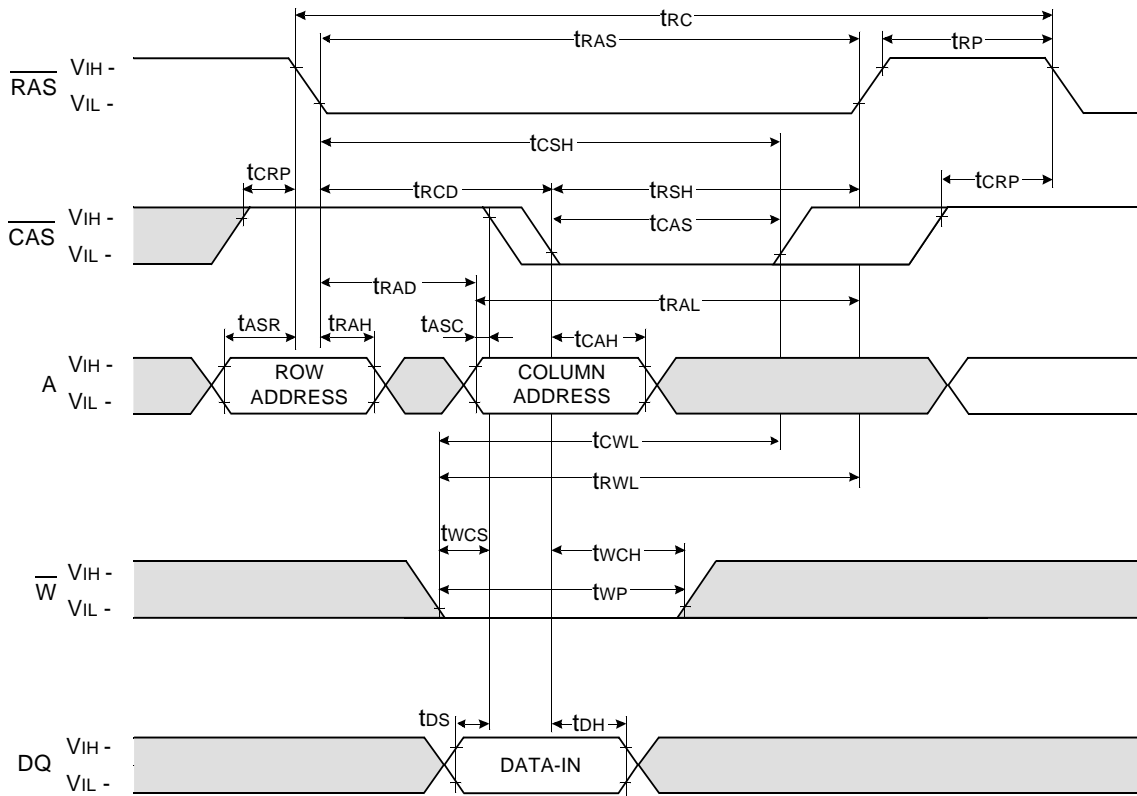 tRC
tRAS
tRP
RAS
VIH -
VIL -
tCSH
tCRP
tRCD
tRSH
tCRP
CAS
VIH -
VIL -
tCAS
tRAD
tRAL
tASR
tRAH
tASC
tCAH
A
VIH -
VIL -
ROW
ADDRESS
COLUMN
ADDRESS
tCWL
tRWL
tWCS
tWCH
W
VIH -
VIL -
tWP
tDS
tDH
DQ
VIH -
VIL -
DATA-IN